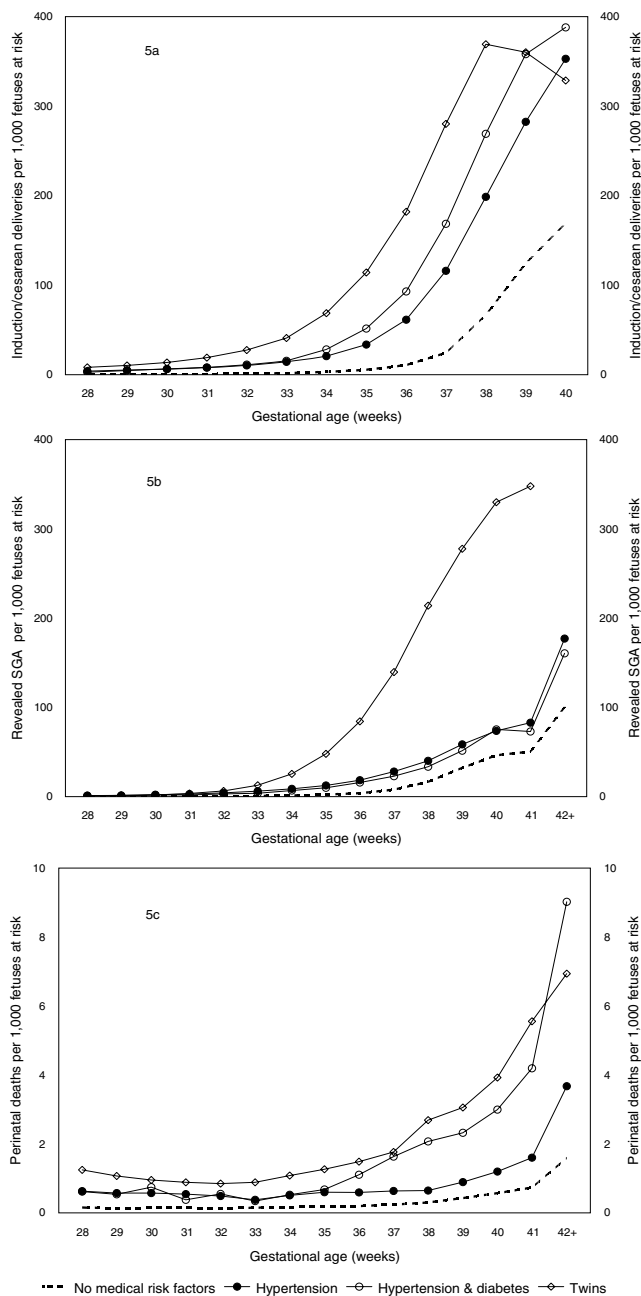 400
300
200
100
0
Induction/cesarean deliveries per 1,000 fetuses at risk
5a
400
300
200
100
0
Induction/cesarean deliveries per 1,000 fetuses at risk
28 29 30 31 32 33 34 35 36 37 38 39 40
Gestational age (weeks)
400
300
200
100
0
Revealed SGA per 1,000 fetuses at risk
5b
400
300
200
100
0
Revealed SGA per 1,000 fetuses at risk
28 29 30 31 32 33 34 35 36 37 38 39 40 41 42+
Gestational age (weeks)
10
8
6
4
2
0
Perinatal deaths per 1,000 fetuses at risk
5c
10
8
6
4
2
0
Perinatal deaths per 1,000 fetuses at risk
28 29 30 31 32 33 34 35 36 37 38 39 40 41 42+
Gestational age (weeks)
No medical risk factors Hypertension Hypertension & diabetes Twins